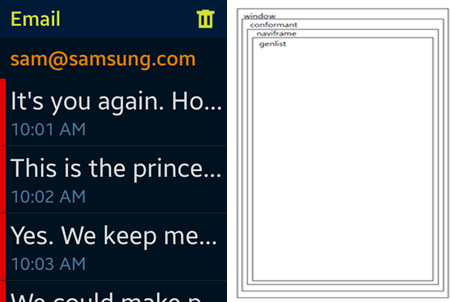 Email
sam@samsung.com
It's you again. Ho...
10:01 AM
This is the prince...
10:02 AM
Yes. We keep me...
10:03 AM
We could make p...
window
conformant
naviframe
genlist